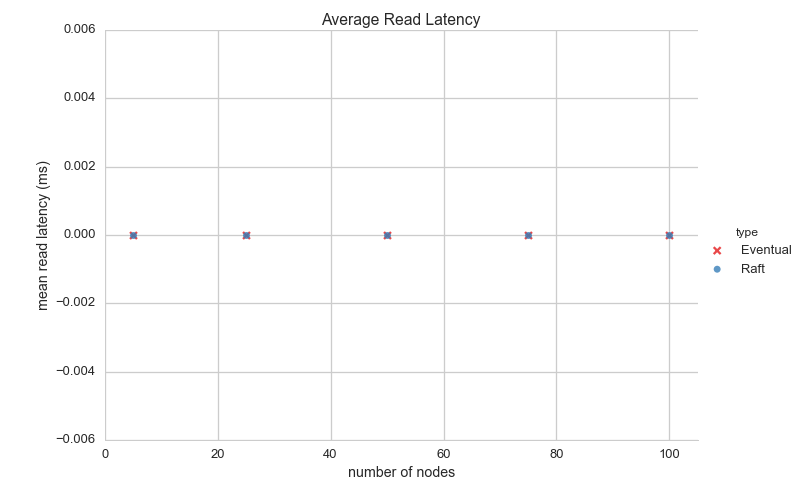 Average Read Latency
0.006
0.004
0.002
0.000
−0.002
−0.004
−0.006
mean read latency (ms)
0
20
40
60
80
100
number of nodes
type
Eventual
Raft